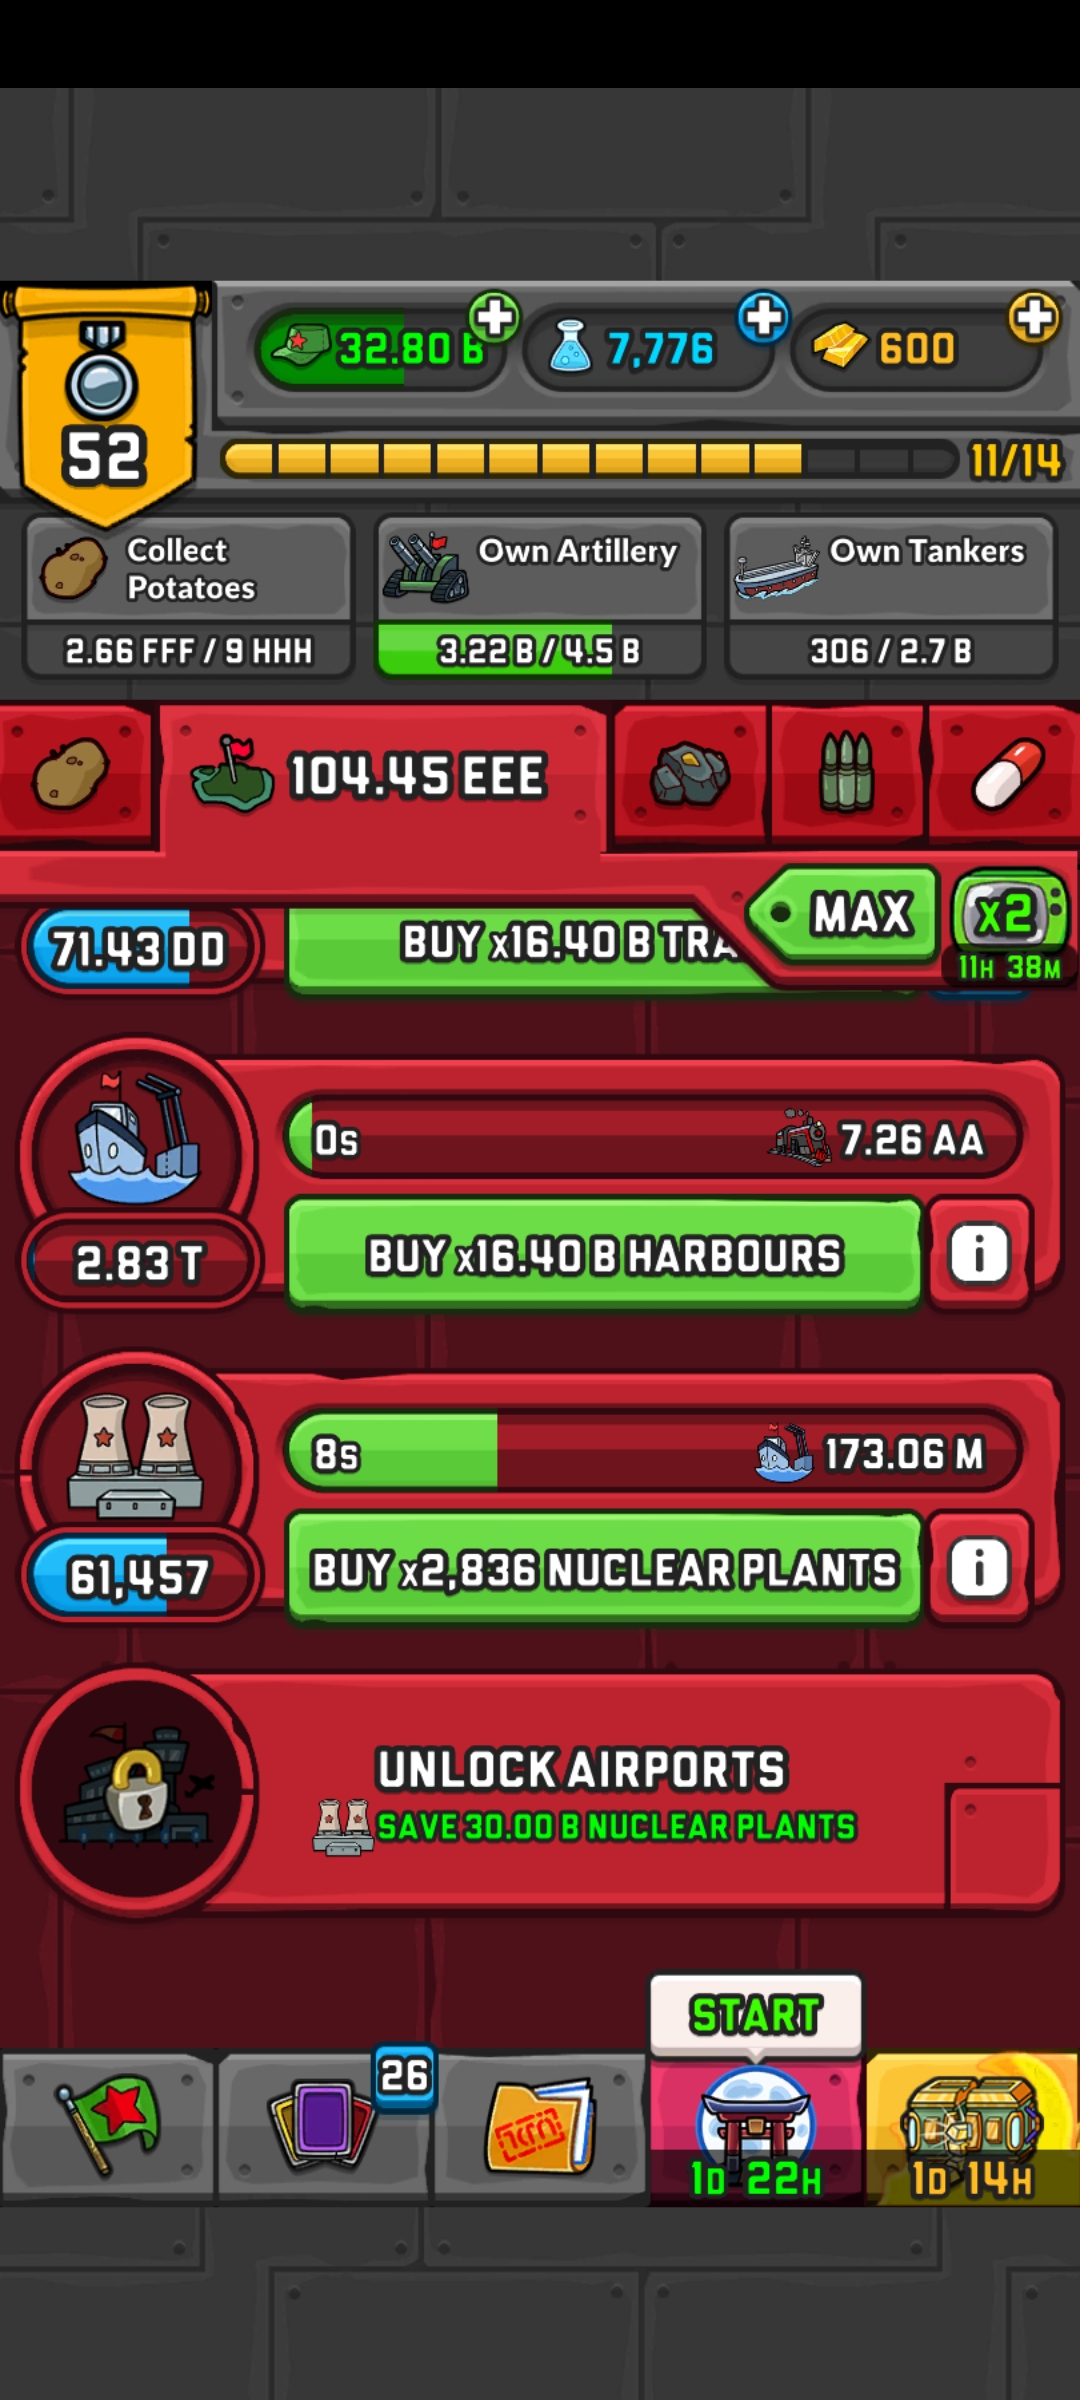 32.80 B
7,776
600
52
11/14
Collect
Potatoes
2.66 FFF / 9 HHH
Own Artillery
3.22 B / 4.5 B
Own Tankers
306 / 2.7 B
104.45 EEE
MAX
x2
11H 38M
71.43 DD
BUY x16.40 B TRA
0s
7.26 AA
2.83 T
BUY x16.40 B HARBOURS
i
8s
173.06 M
61,457
BUY x2,836 NUCLEAR PLANTS
i
UNLOCK AIRPORTS
SAVE 30.00 B NUCLEAR PLANTS
START
26
1D 22H
1D 14H